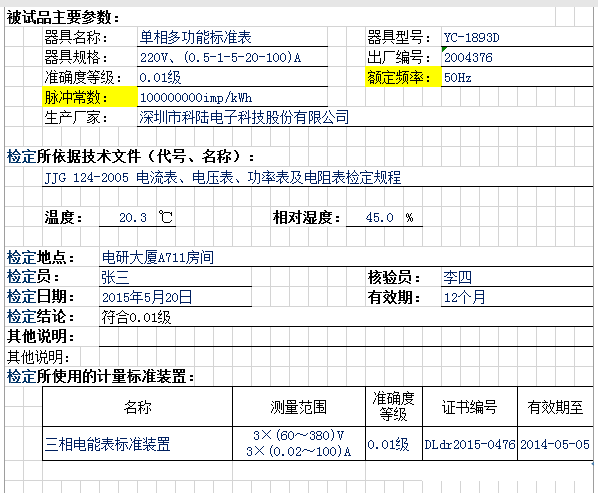 被试品主要参数：
器具名称： 单相多功能标准表 器具型号： YC-1893D
器具规格： 220V、(0.5-1-5-20-100)A 出厂编号： 2004376
准确度等级： 0.01级 额定频率： 50Hz
脉冲常数： 100000000imp/kWh
生产厂家： 深圳市科陆电子科技股份有限公司
检定所依据技术文件（代号、名称）：
JJG 124-2005 电流表、电压表、功率表及电阻表检定规程
温度： 20.3 ℃ 相对湿度： 45.0 %
检定地点： 电研大厦A711房间
检定员： 张三 核验员： 李四
检定日期： 2015年5月20日 有效期： 12个月
检定结论： 符合0.01级
其他说明：
其他说明：
检定所使用的计量标准装置：
名称 测量范围 准确度等级 证书编号 有效期至
三相电能表标准装置 3×(60～380)V 0.01级 DLdr2015-0476 2014-05-05
3×(0.02～100)A